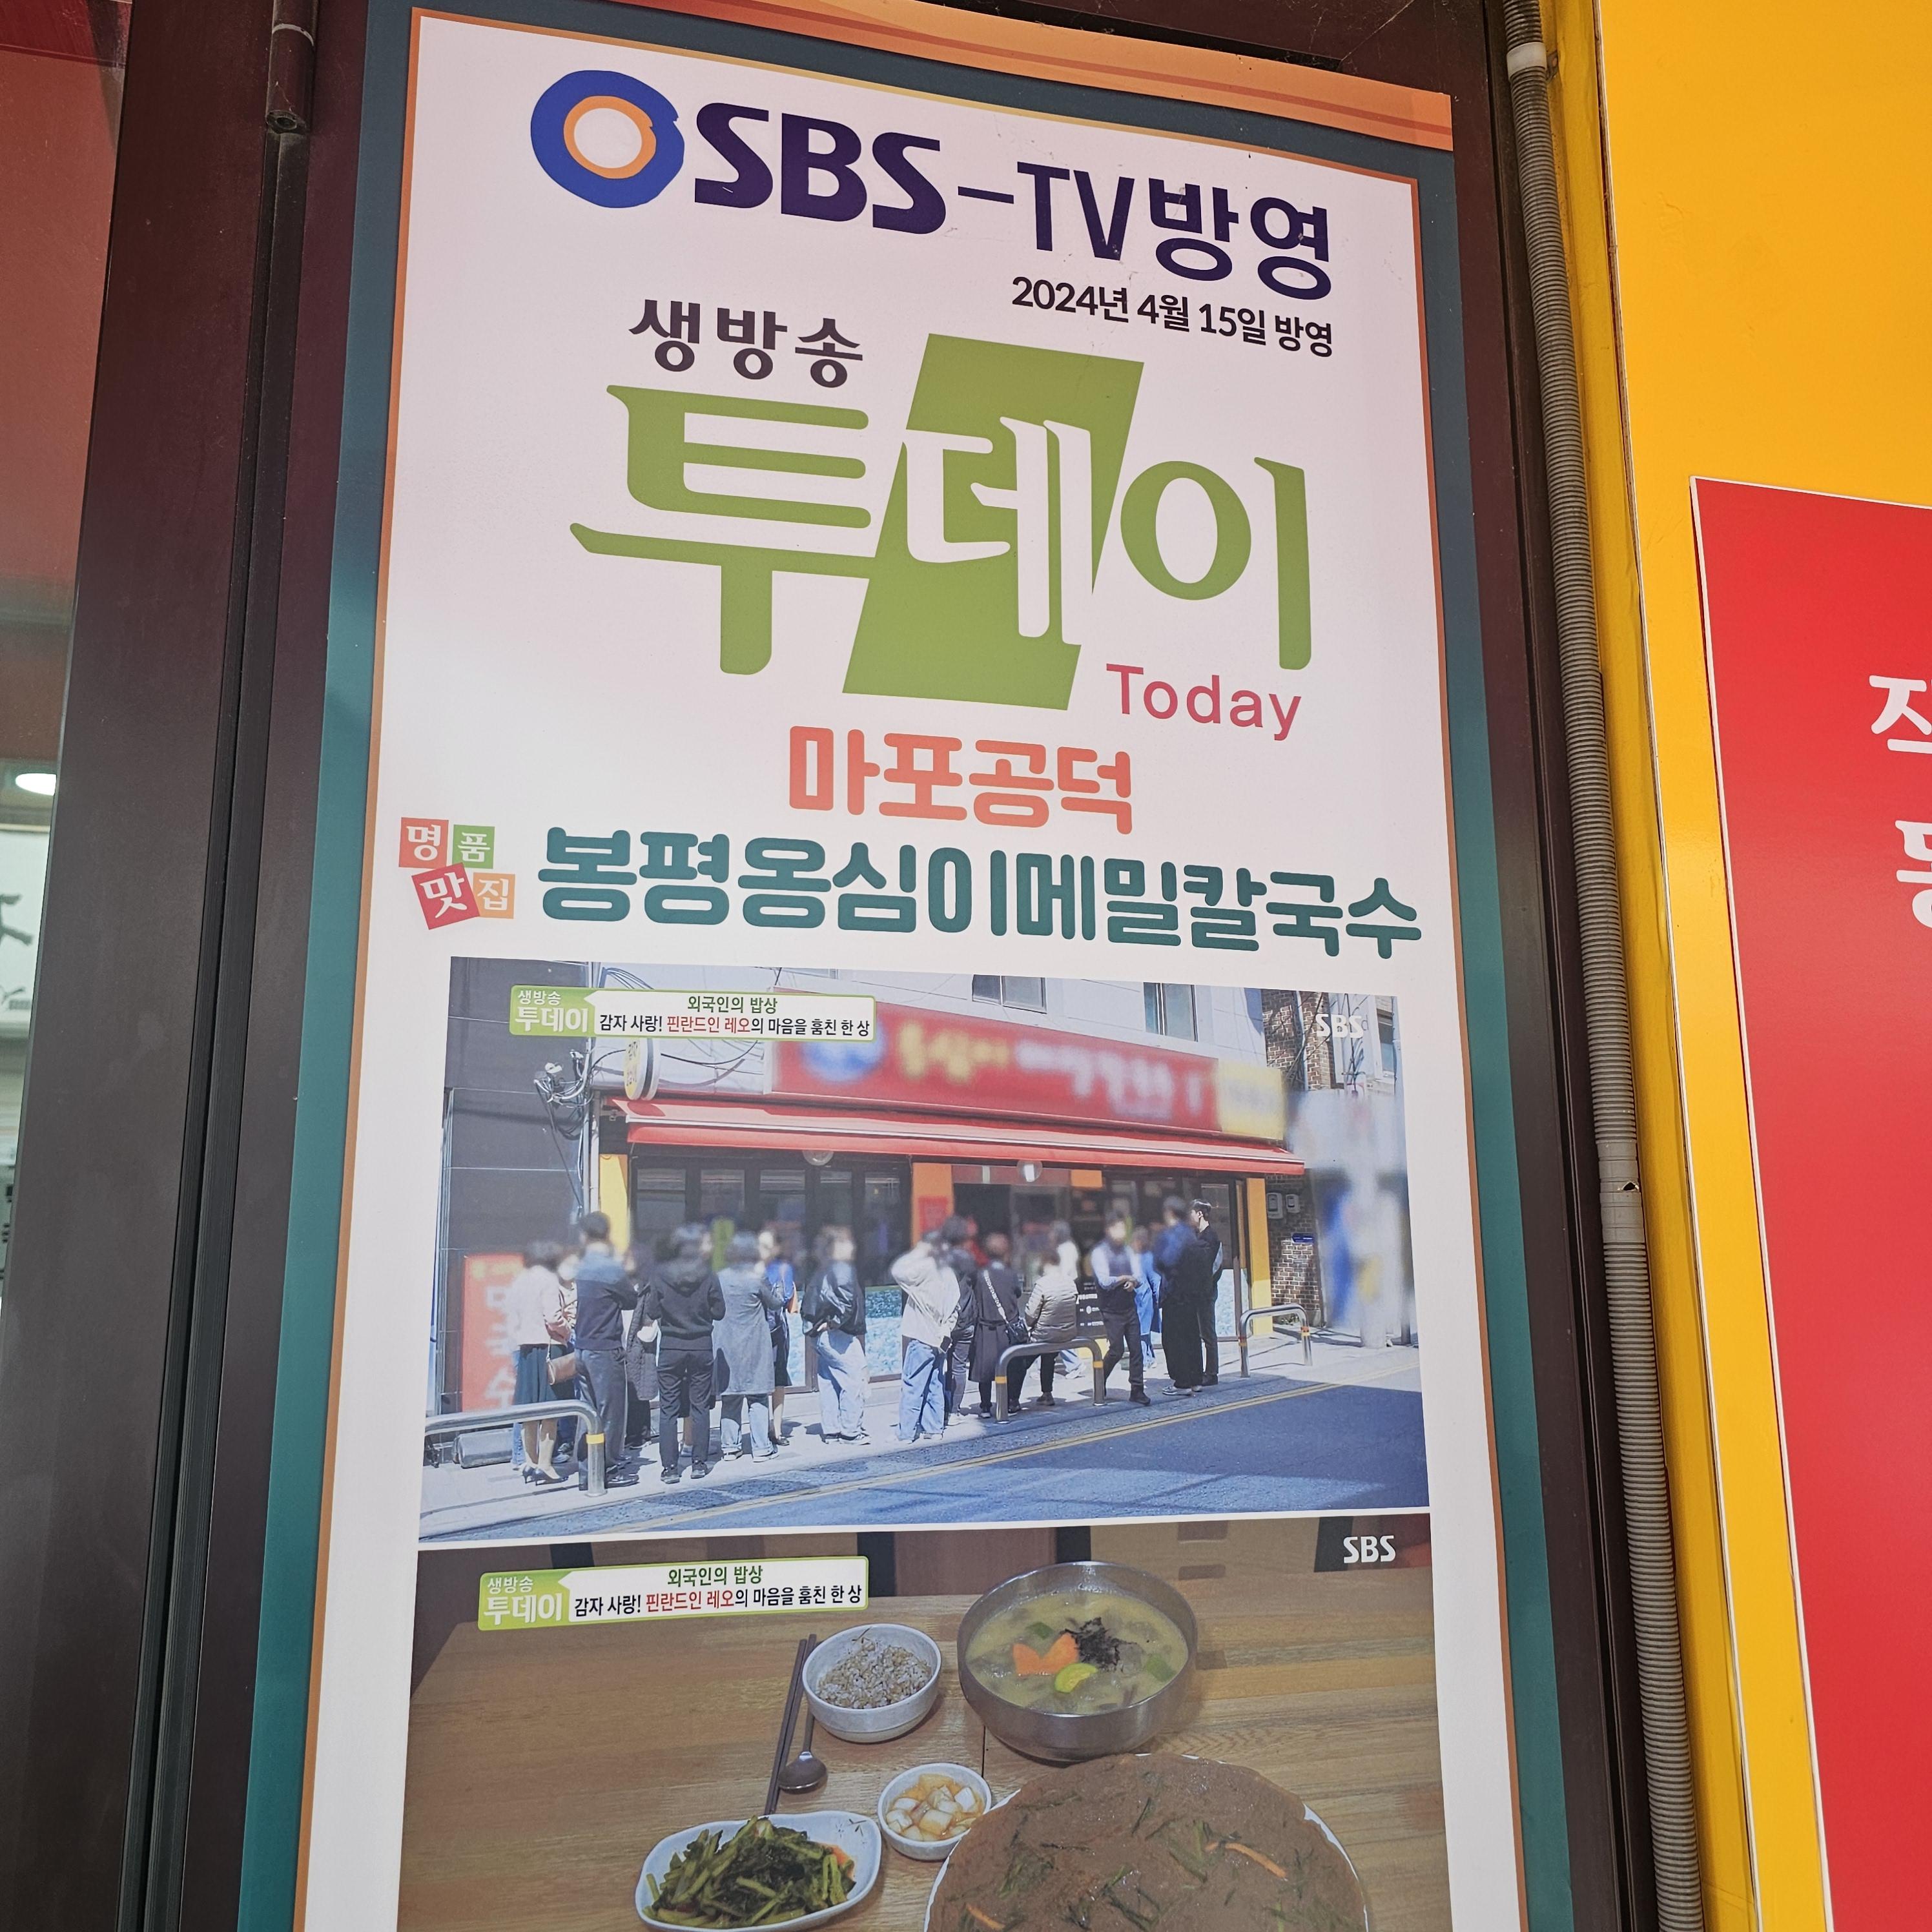 SBS-TV방영
2024년 4월 15일 방영
생방송
투데이
Today
마포공덕
명품
맛집
봉평옹심이메밀칼국수
생방송
투데이
외국인의 밥상
감자 사랑! 핀란드인 레오의 마음을 훔친 한 상
SBS
생방송
투데이
외국인의 밥상
감자 사랑! 핀란드인 레오의 마음을 훔친 한 상
SBS